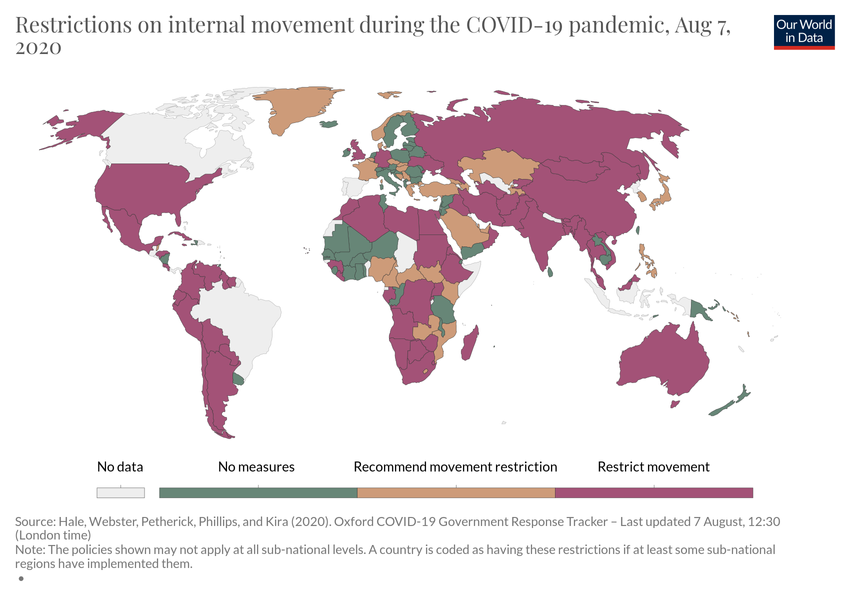 Restrictions on internal movement during the COVID-19 pandemic, Aug 7,
2020
Our World
in Data
No data
No measures
Recommend movement restriction
Restrict movement
Source: Hale, Webster, Petherick, Phillips, and Kira (2020). Oxford COVID-19 Government Response Tracker – Last updated 7 August, 12:30
(London time)
Note: The policies shown may not apply at all sub-national levels. A country is coded as having these restrictions if at least some sub-national
regions have implemented them.
•